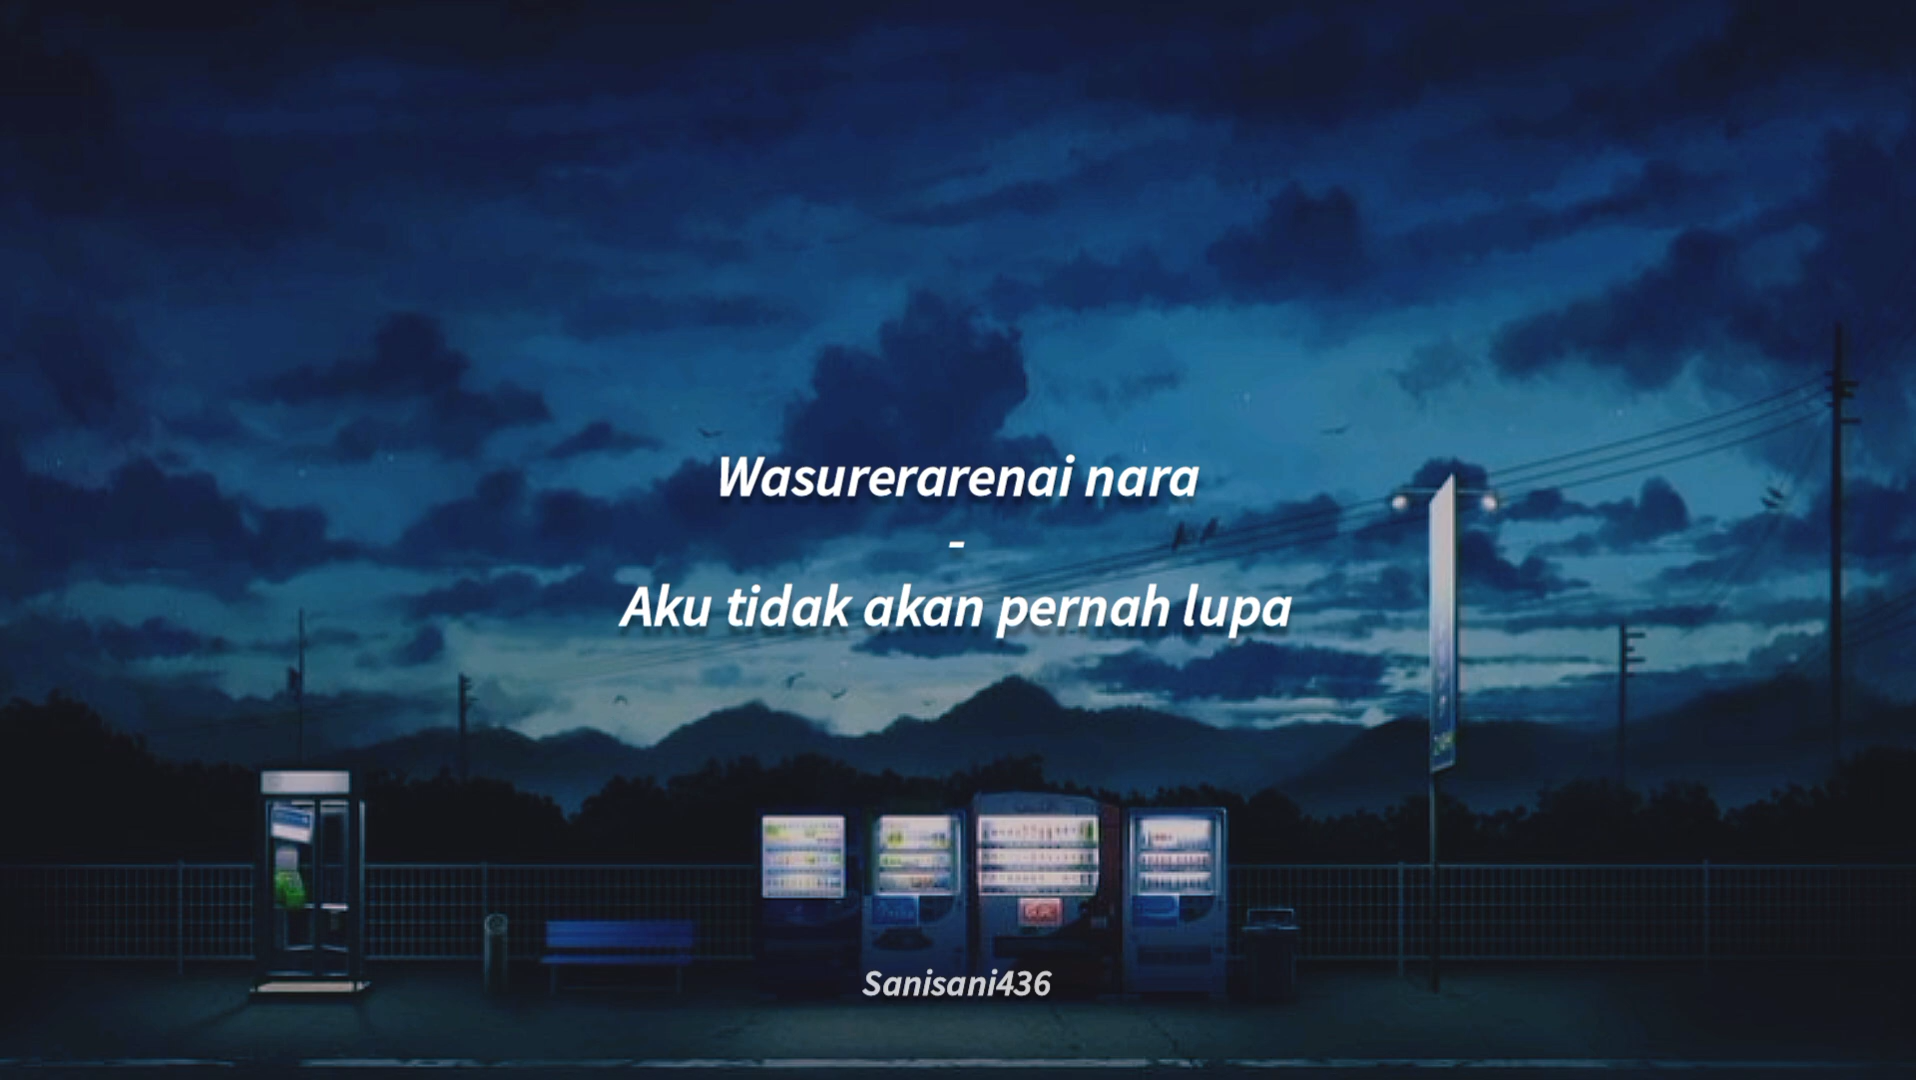 Wasurerarenai nara
-
Aku tidak akan pernah lupa
Sanisani436